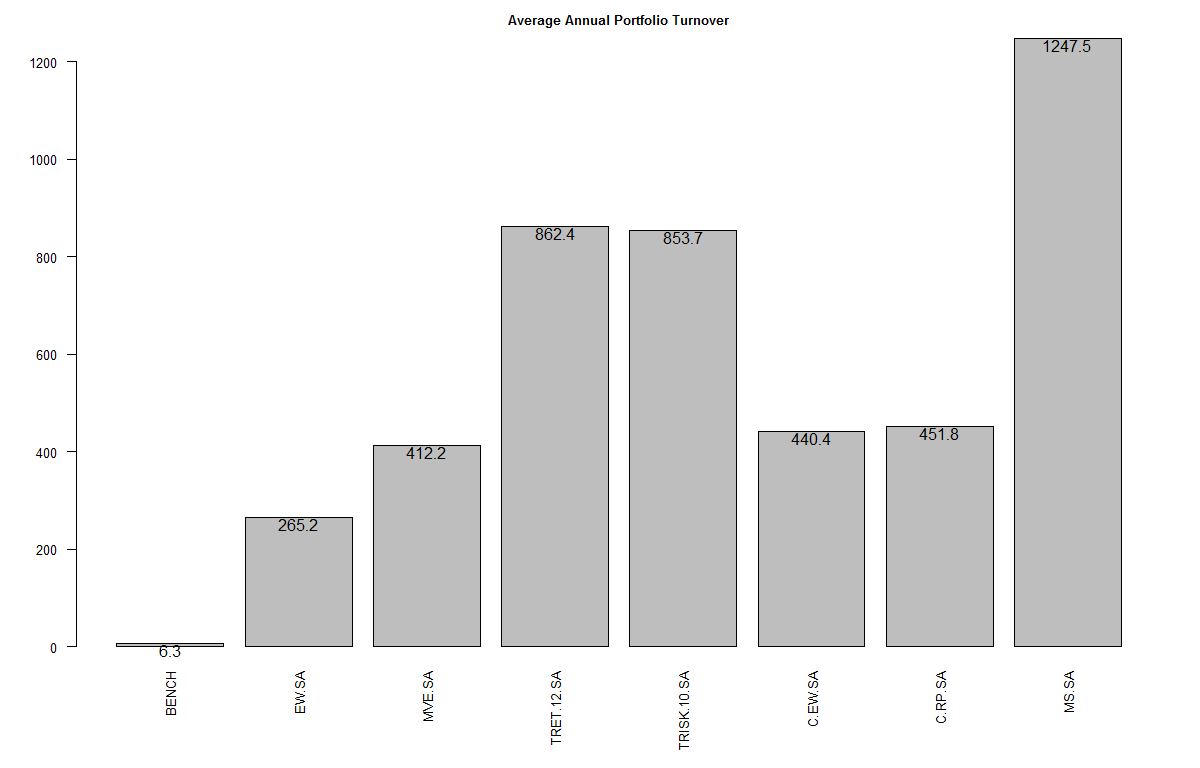 Average Annual Portfolio Turnover
1200
1000
800
600
400
200
0
6.3
265.2
412.2
862.4
853.7
440.4
451.8
1247.5
BENCH
EW.SA
MVE.SA
TRET.12.SA
TRISK.10.SA
C.EW.SA
C.RP.SA
MS.SA